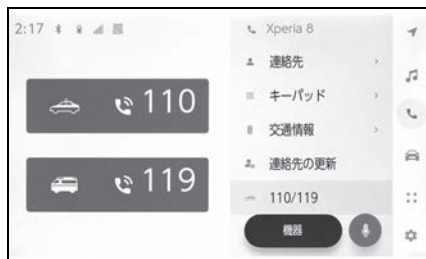 2:17
110
119
Xperia 8
連絡先
キーパッド
交通情報
連絡先の更新
110/119
機器